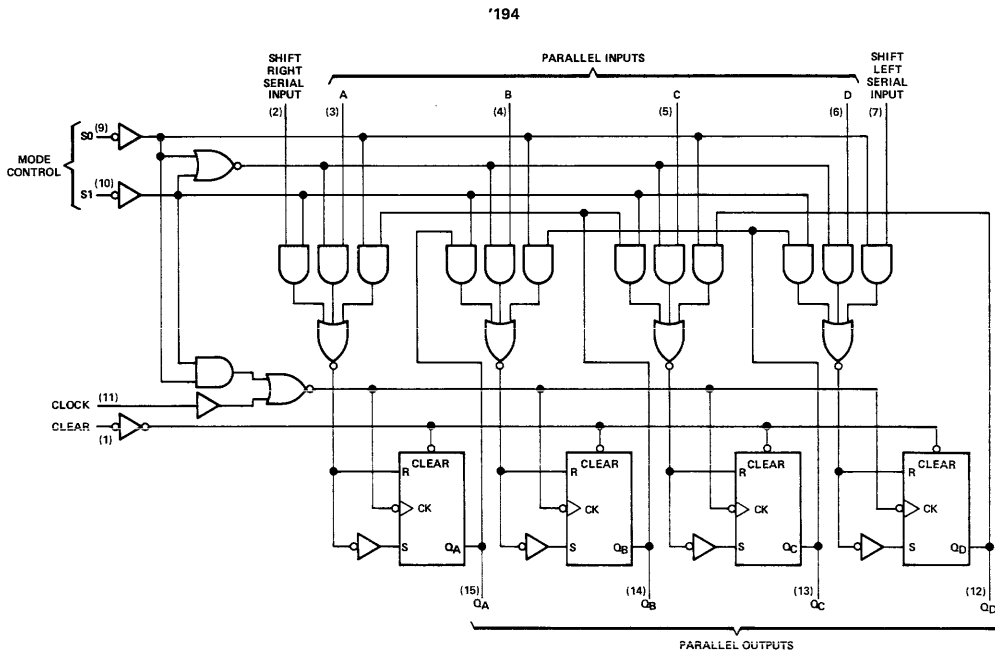 '194
SHIFT
RIGHT
SERIAL
INPUT
PARALLEL INPUTS
SHIFT
LEFT
SERIAL
INPUT
A
B
C
D
(2)
(3)
(4)
(5)
(6)
(7)
MODE
CONTROL
S0
(9)
S1
(10)
CLOCK
(11)
CLEAR
(1)
CLEAR
R
CK
S
QA
CLEAR
R
CK
S
QB
CLEAR
R
CK
S
QC
CLEAR
R
CK
S
QD
(15)
QA
(14)
QB
(13)
QC
(12)
QD
PARALLEL OUTPUTS